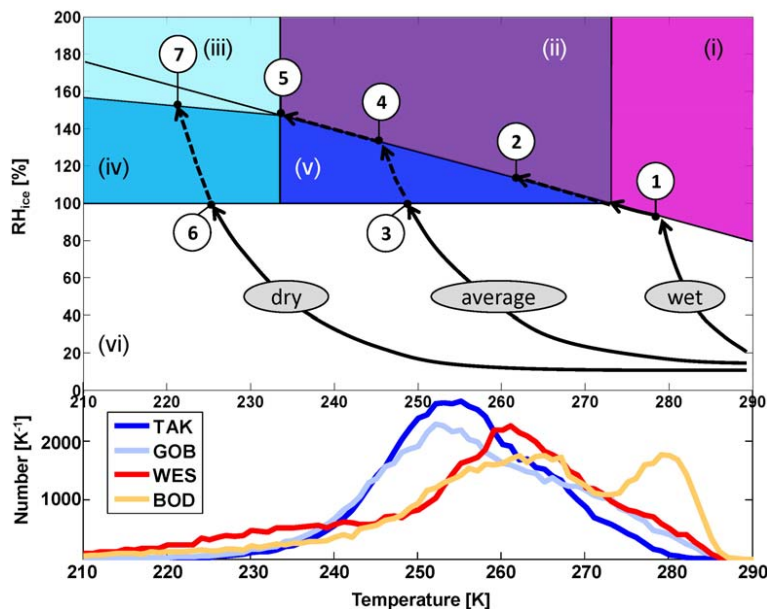 200
180
160
140
120
100
80
60
40
20
0
RH_ice [%]
(iii)
(ii)
(i)
7
5
4
2
1
(iv)
(v)
6
3
dry
average
wet
(vi)
210 220 230 240 250 260 270 280 290
TAK
GOB
WES
BOD
2000
1000
Number [K⁻¹]
210 220 230 240 250 260 270 280 290
Temperature [K]